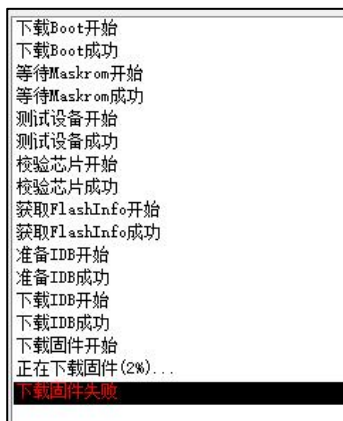 下载Boot开始
下载Boot成功
等待Maskrom开始
等待Maskrom成功
测试设备开始
测试设备成功
校验芯片开始
校验芯片成功
获取FlashInfo开始
获取FlashInfo成功
准备IDB开始
准备IDB成功
下载IDB开始
下载IDB成功
下载固件开始
正在下载固件(2%)...
下载固件失败